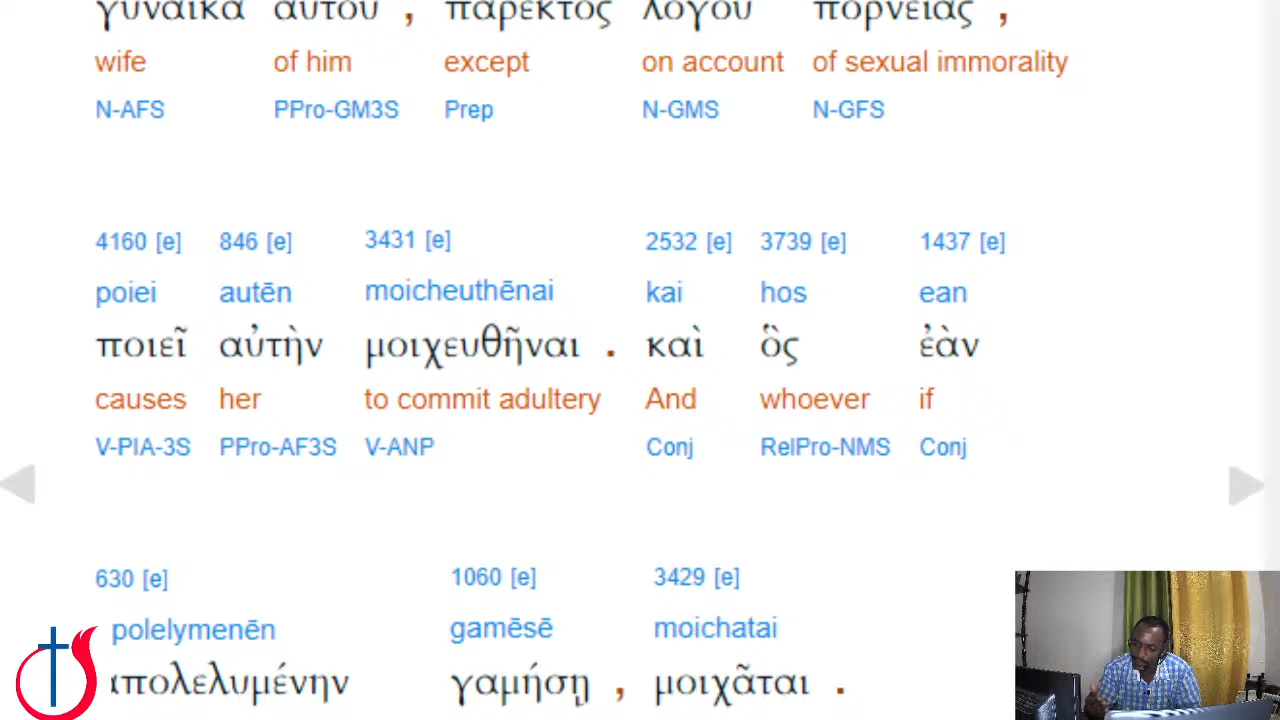 γυναῖκα αὐτοῦ , παρεκτὸς λόγου πορνείας ,
wife of him except on account of sexual immorality
N-AFS PPro-GM3S Prep N-GMS N-GFS
4160 [e] 846 [e] 3431 [e] 2532 [e] 3739 [e] 1437 [e]
poiei autēn moicheuthēnai kai hos ean
ποιεῖ αὐτὴν μοιχευθῆναι . καὶ ὃς ἐὰν
causes her to commit adultery And whoever if
V-PIA-3S PPro-AF3S V-ANP Conj RelPro-NMS Conj
630 [e] 1060 [e] 3429 [e]
polelymenēn gamēsē moichatai
απολελυμένην γαμήσῃ , μοιχᾶται .